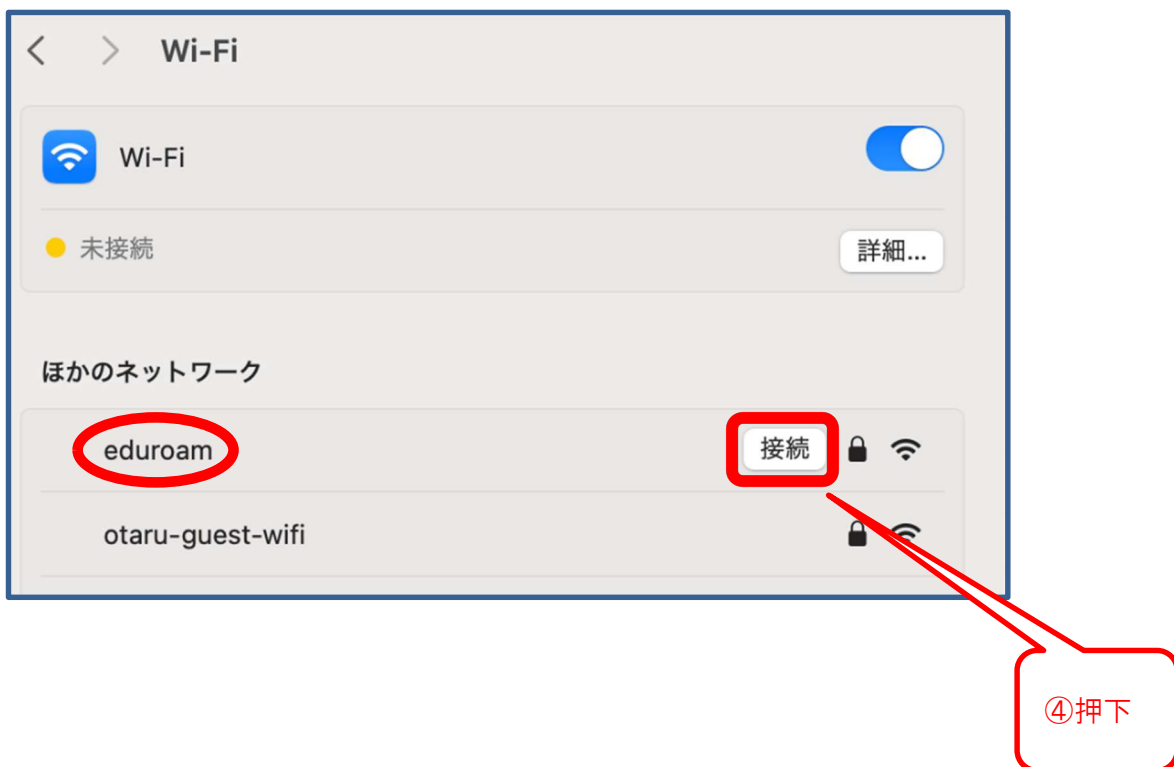 Wi-Fi
Wi-Fi
未接続
詳細...
ほかのネットワーク
eduroam
接続
otaru-guest-wifi
④押下